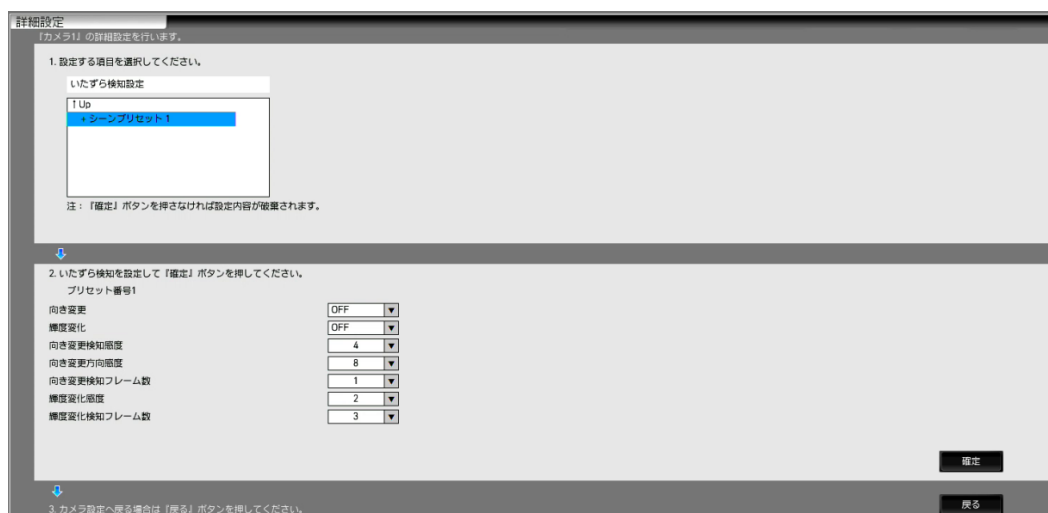 詳細設定
『カメラ1』の詳細設定を行います。
1. 設定する項目を選択してください。
いたずら検知設定
↑Up
+ シーンプリセット1
注:『確定』ボタンを押さなければ設定内容が破棄されます。
2. いたずら検知を設定して『確定』ボタンを押してください。
プリセット番号1
向き変更 OFF
輝度変化 OFF
向き変更検知感度 4
向き変更方向感度 8
向き変更検知フレーム数 1
輝度変化感度 2
輝度変化検知フレーム数 3
確定
戻る
3. カメラ設定へ戻る場合は『戻る』ボタンを押してください。